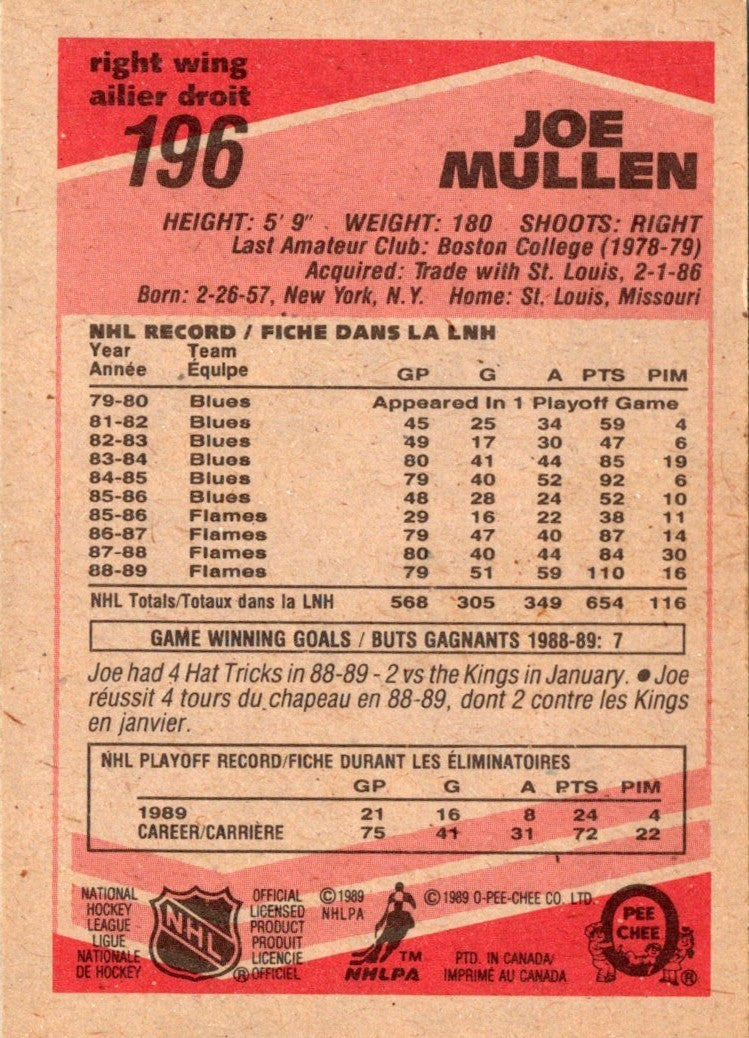 right wing
ailier droit
196
JOE
MULLEN
HEIGHT: 5' 9" WEIGHT: 180 SHOOTS: RIGHT
Last Amateur Club: Boston College (1978-79)
Acquired: Trade with St. Louis, 2-1-86
Born: 2-26-57, New York, N.Y. Home: St. Louis, Missouri
NHL RECORD / FICHE DANS LA LNH
Year Team
Année Équipe GP G A PTS PIM
79-80 Blues Appeared In 1 Playoff Game
81-82 Blues 45 25 34 59 4
82-83 Blues 49 17 30 47 6
83-84 Blues 80 41 44 85 19
84-85 Blues 79 40 52 92 6
85-86 Blues 48 28 24 52 10
85-86 Flames 29 16 22 38 11
86-87 Flames 79 47 40 87 14
87-88 Flames 80 40 44 84 30
88-89 Flames 79 51 59 110 16
NHL Totals/Totaux dans la LNH 568 305 349 654 116
GAME WINNING GOALS / BUTS GAGNANTS 1988-89: 7
Joe had 4 Hat Tricks in 88-89 - 2 vs the Kings in January. ● Joe
réussit 4 tours du chapeau en 88-89, dont 2 contre les Kings
en janvier.
NHL PLAYOFF RECORD/FICHE DURANT LES ÉLIMINATOIRES
GP G A PTS PIM
1989 21 16 8 24 4
CAREER/CARRIÈRE 75 41 31 72 22
NATIONAL
HOCKEY
LEAGUE
LIGUE
NATIONALE
DE HOCKEY
NHL
®
OFFICIAL
LICENSED
PRODUCT
PRODUIT
LICENCIE
OFFICIEL
©1989
NHLPA
TM
NHLPA
©1989 O-PEE-CHEE CO. LTD.
PTD. IN CANADA/
IMPRIMÉ AU CANADA
O
PEE
CHEE
®